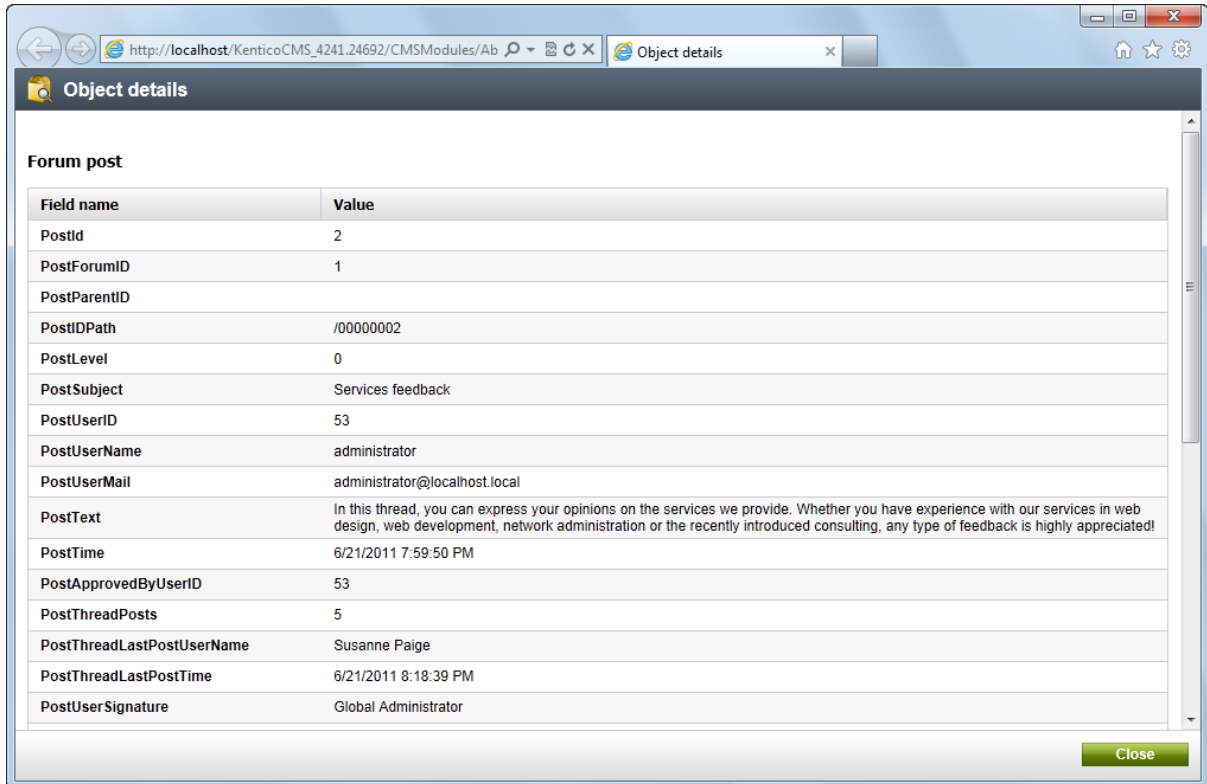 http://localhost/KenticoCMS_4241.24692/CMSModules/Ab
Object details
Object details
Forum post
Field name Value
PostId 2
PostForumID 1
PostParentID
PostIDPath /00000002
PostLevel 0
PostSubject Services feedback
PostUserID 53
PostUserName administrator
PostUserMail administrator@localhost.local
PostText In this thread, you can express your opinions on the services we provide. Whether you have experience with our services in web
design, web development, network administration or the recently introduced consulting, any type of feedback is highly appreciated!
PostTime 6/21/2011 7:59:50 PM
PostApprovedByUserID 53
PostThreadPosts 5
PostThreadLastPostUserName Susanne Paige
PostThreadLastPostTime 6/21/2011 8:18:39 PM
PostUserSignature Global Administrator
Close